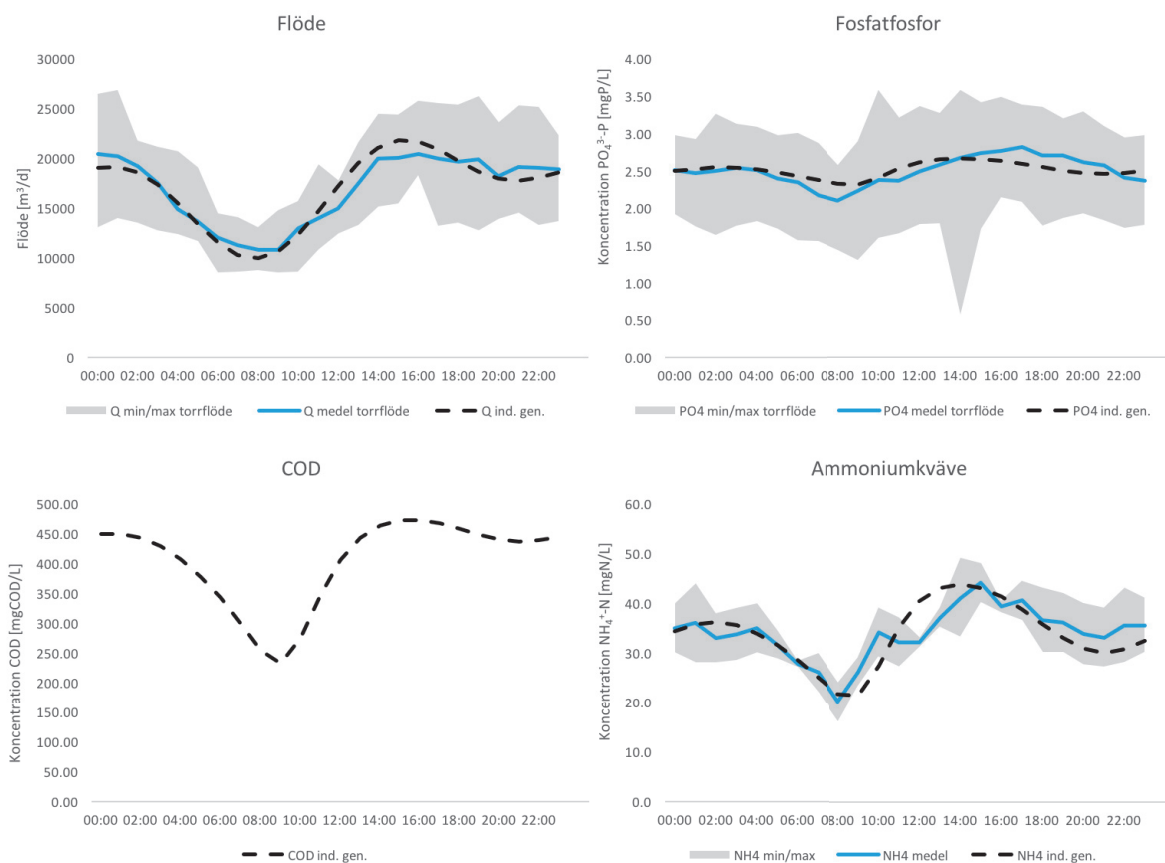 Flöde
Flöde [m³/d]
30000
25000
20000
15000
10000
5000
0
00:00 02:00 04:00 06:00 08:00 10:00 12:00 14:00 16:00 18:00 20:00 22:00
Q min/max torrflöde Q medel torrflöde Q ind. gen.
Fosfatfosfor
Koncentration PO₄³-P [mgP/L]
4.00
3.50
3.00
2.50
2.00
1.50
1.00
0.50
0.00
00:00 02:00 04:00 06:00 08:00 10:00 12:00 14:00 16:00 18:00 20:00 22:00
PO4 min/max torrflöde PO4 medel torrflöde PO4 ind. gen.
COD
Koncentration COD [mgCOD/L]
500.00
450.00
400.00
350.00
300.00
250.00
200.00
150.00
100.00
50.00
0.00
00:00 02:00 04:00 06:00 08:00 10:00 12:00 14:00 16:00 18:00 20:00 22:00
COD ind. gen.
Ammoniumkväve
Koncentration NH₄⁺-N [mgN/L]
60.0
50.0
40.0
30.0
20.0
10.0
0.0
00:00 02:00 04:00 06:00 08:00 10:00 12:00 14:00 16:00 18:00 20:00 22:00
NH4 min/max NH4 medel NH4 ind. gen.